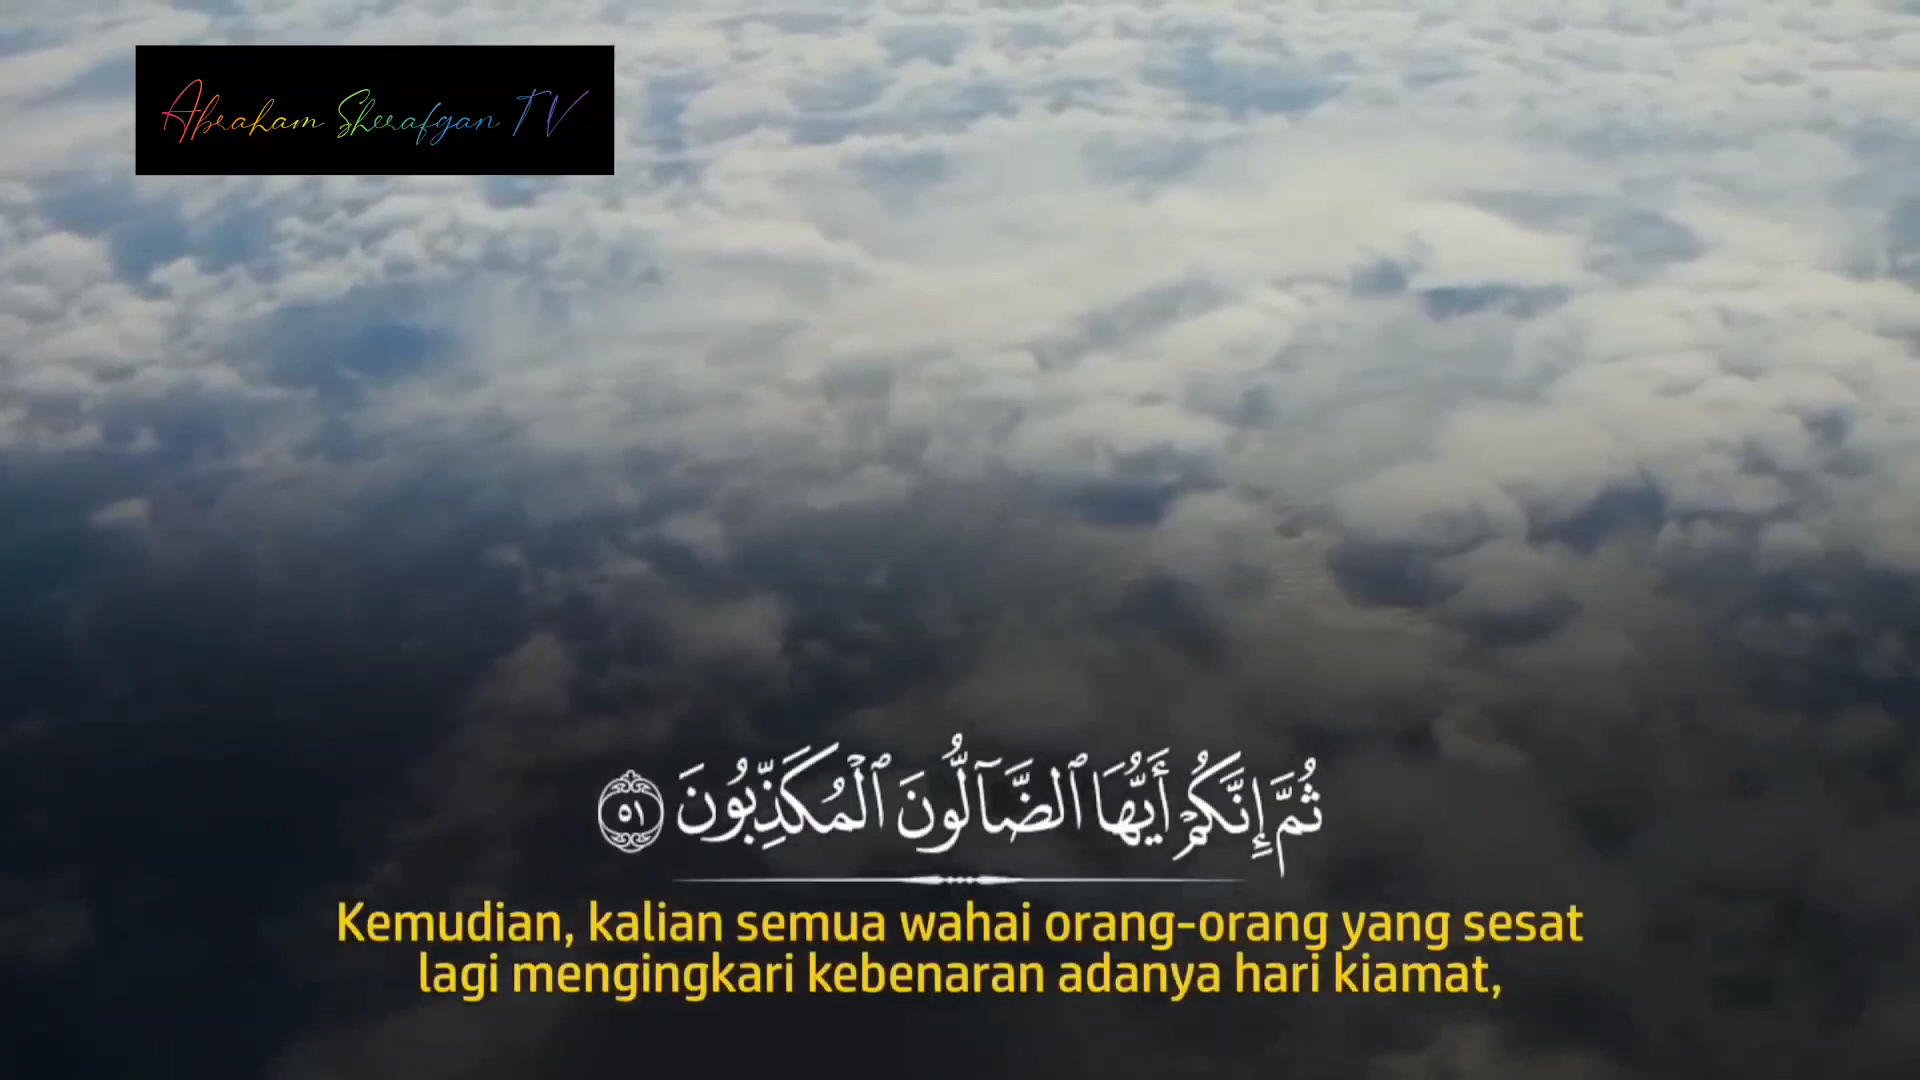 Abraham Sherafgan TV
ثُمَّ إِنَّكُمْ أَيُّهَا ٱلضَّآلُّونَ ٱلْمُكَذِّبُونَ ٥١
Kemudian, kalian semua wahai orang-orang yang sesat
lagi mengingkari kebenaran adanya hari kiamat,